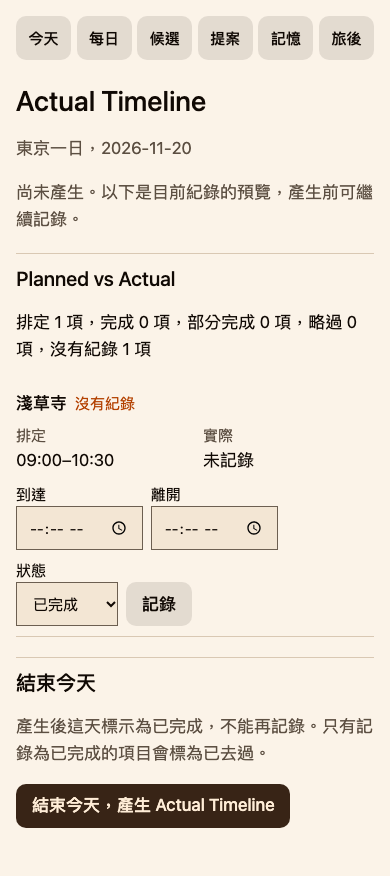 今天 每日 候選 提案 記憶 旅後
Actual Timeline
東京一日，2026-11-20
尚未產生。以下是目前紀錄的預覽，產生前可繼
續記錄。
Planned vs Actual
排定 1 項，完成 0 項，部分完成 0 項，略過 0
項，沒有紀錄 1 項
淺草寺 沒有紀錄
排定 實際
09:00–10:30 未記錄
到達 離開
--:-- -- --:-- --
狀態
已完成 記錄
結束今天
產生後這天標示為已完成，不能再記錄。只有記
錄為已完成的項目會標為已去過。
結束今天，產生 Actual Timeline